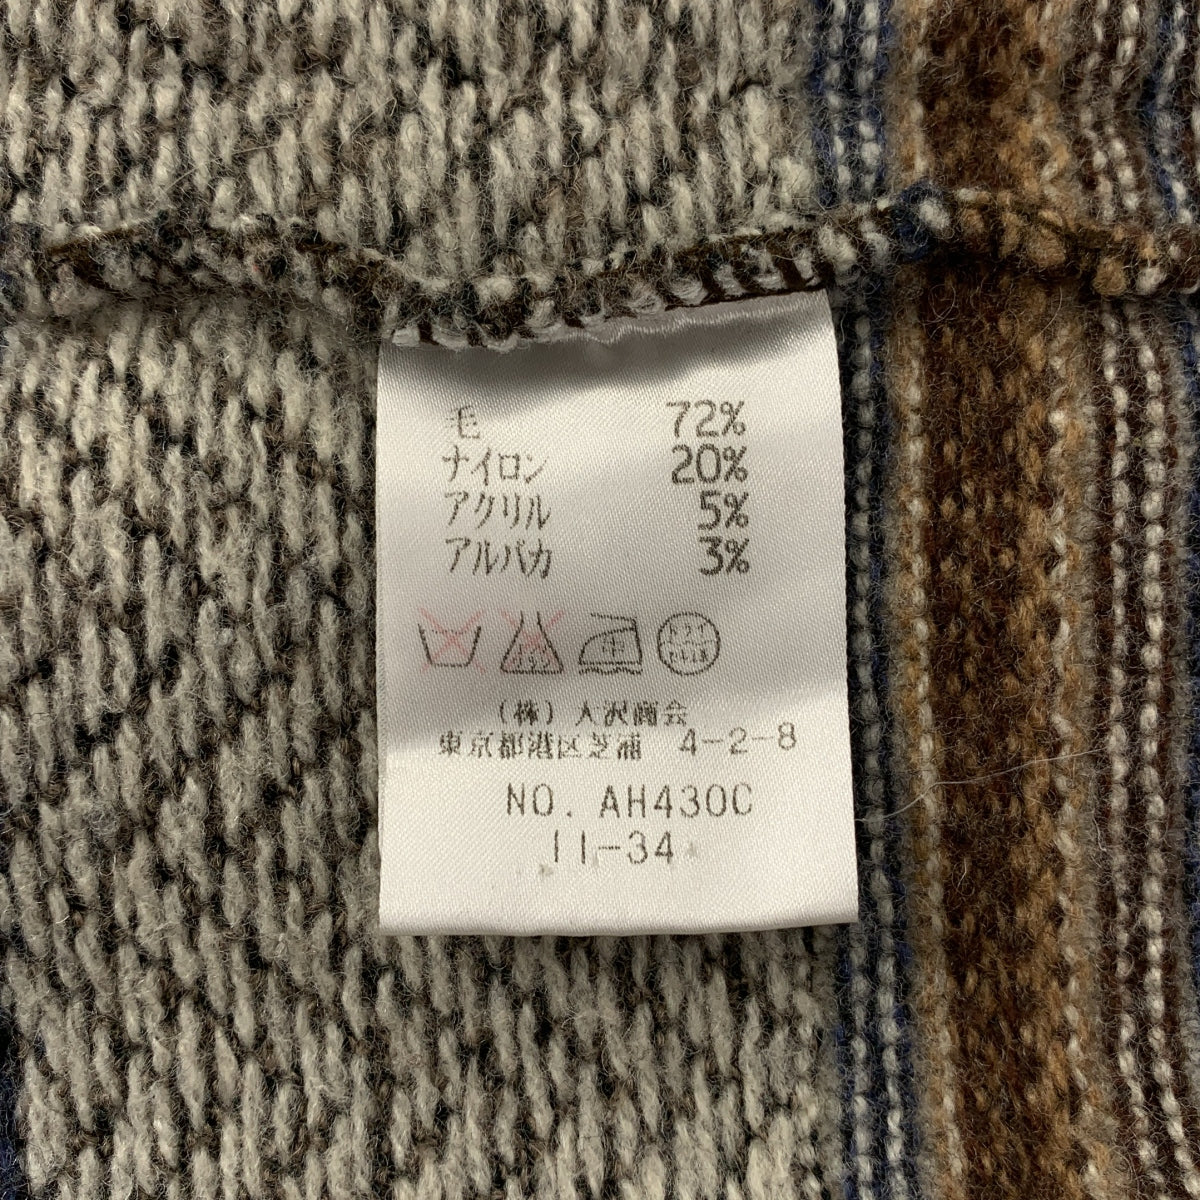 毛 72%
ナイロン 20%
アクリル 5%
アルパカ 3%
中
(株) 大沢商会
東京都港区芝浦 4-2-8
NO. AH430C
11-34